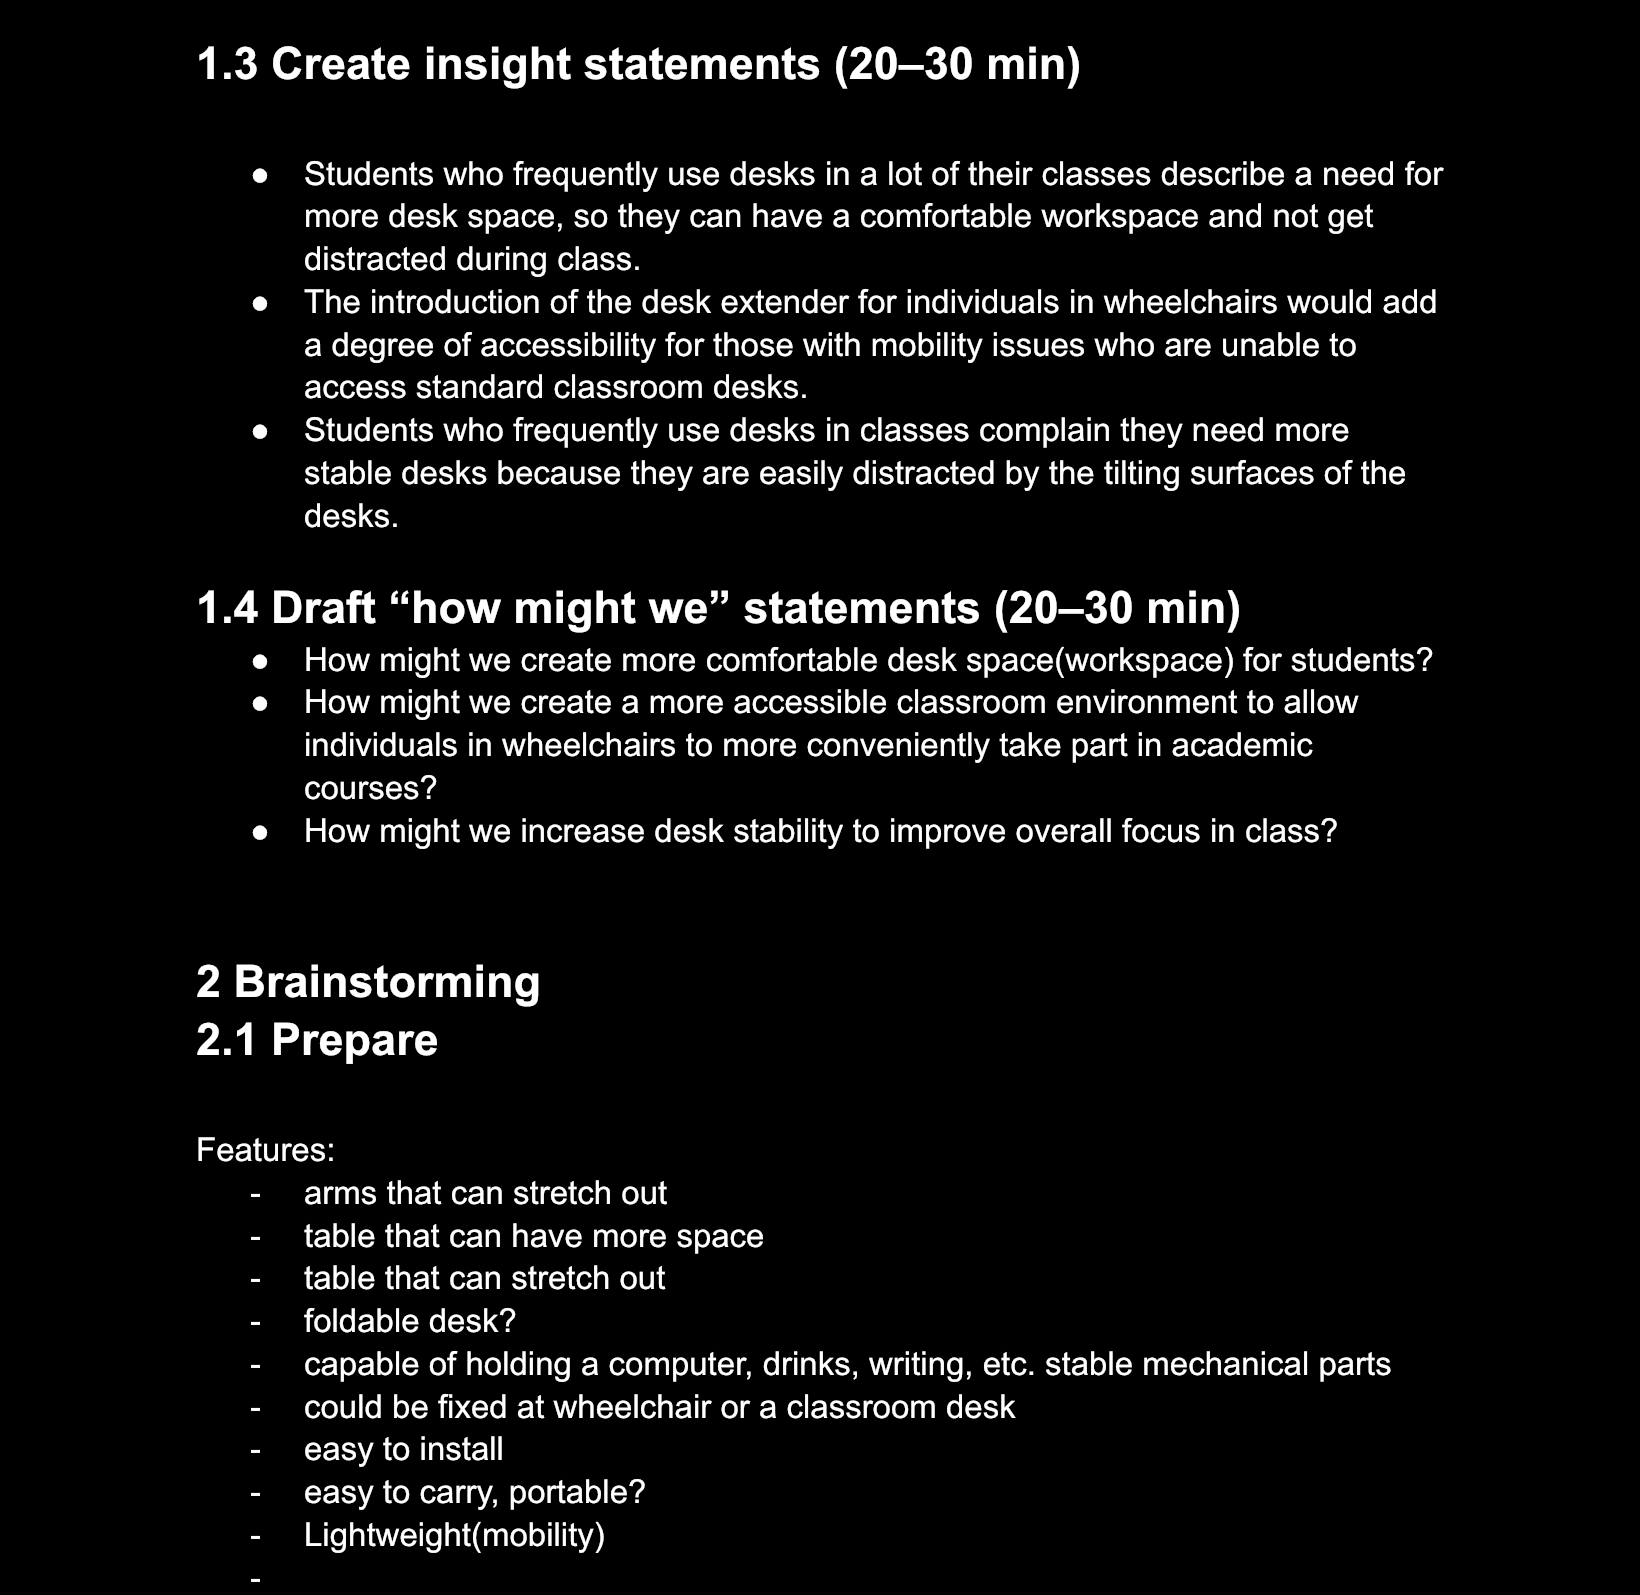 1.3 Create insight statements (20–30 min)
● Students who frequently use desks in a lot of their classes describe a need for
more desk space, so they can have a comfortable workspace and not get
distracted during class.
● The introduction of the desk extender for individuals in wheelchairs would add
a degree of accessibility for those with mobility issues who are unable to
access standard classroom desks.
● Students who frequently use desks in classes complain they need more
stable desks because they are easily distracted by the tilting surfaces of the
desks.
1.4 Draft “how might we” statements (20–30 min)
● How might we create more comfortable desk space(workspace) for students?
● How might we create a more accessible classroom environment to allow
individuals in wheelchairs to more conveniently take part in academic
courses?
● How might we increase desk stability to improve overall focus in class?
2 Brainstorming
2.1 Prepare
Features:
- arms that can stretch out
- table that can have more space
- table that can stretch out
- foldable desk?
- capable of holding a computer, drinks, writing, etc. stable mechanical parts
- could be fixed at wheelchair or a classroom desk
- easy to install
- easy to carry, portable?
- Lightweight(mobility)
-